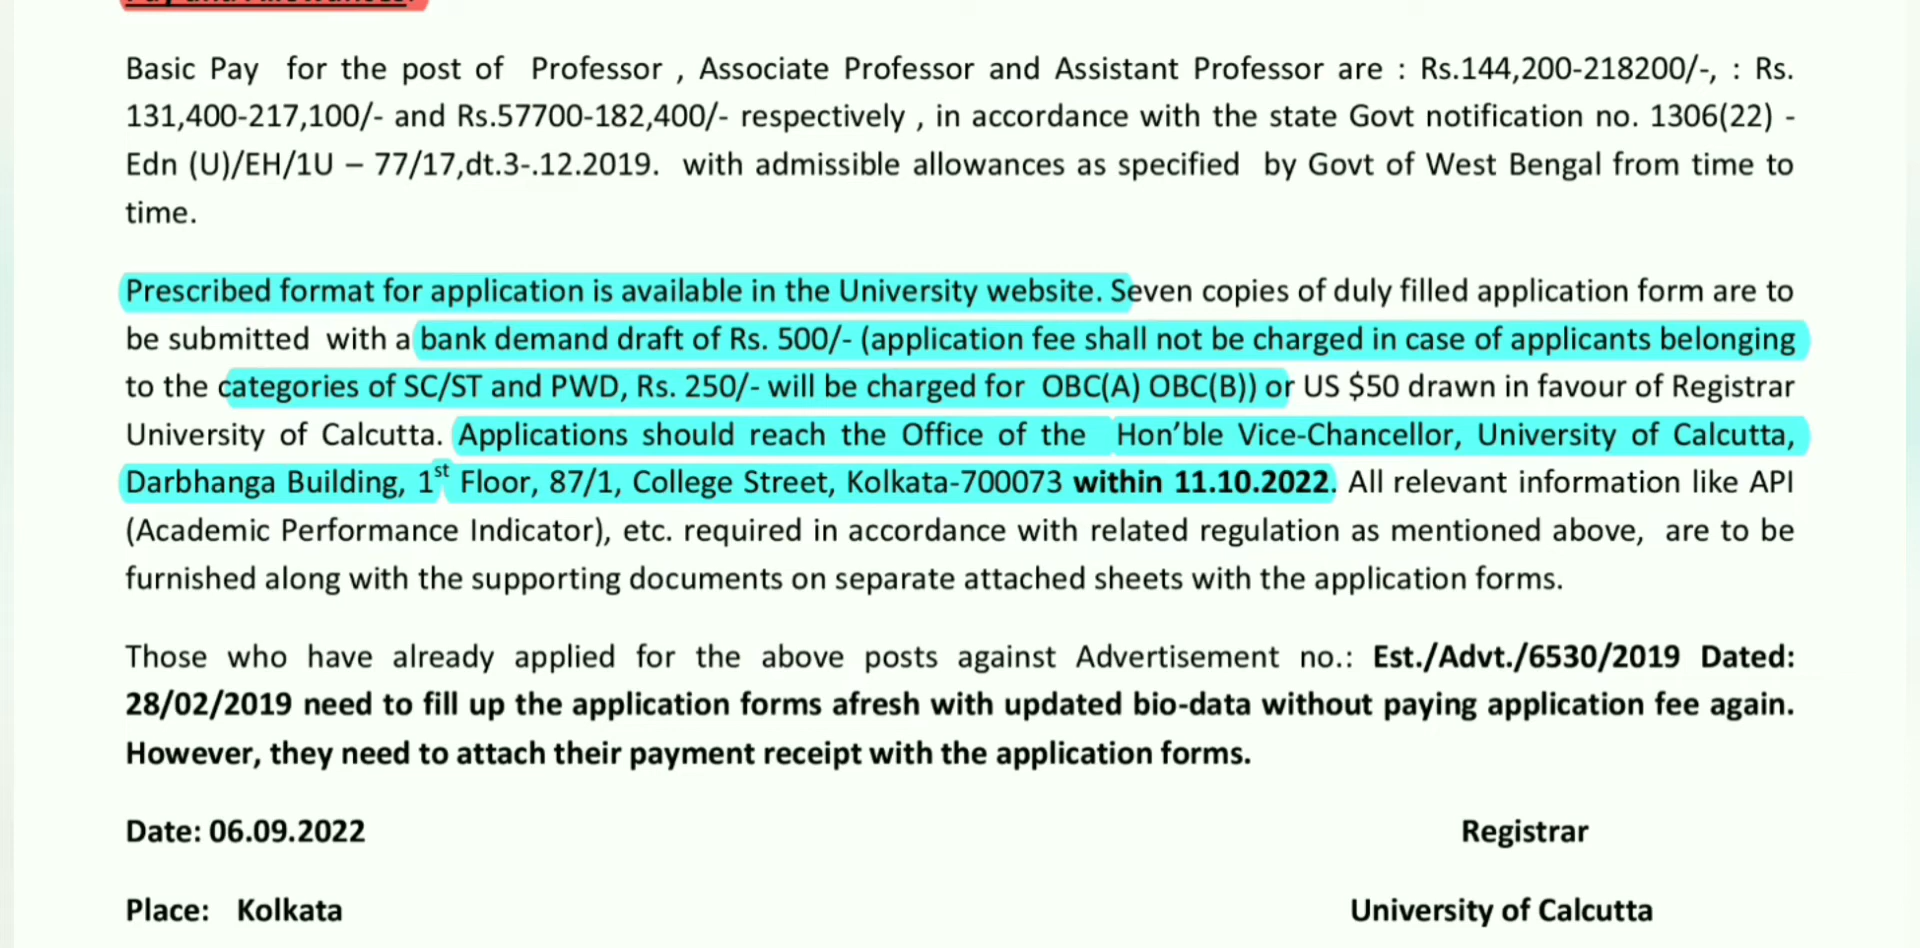 Pay and Allowances:
Basic Pay for the post of Professor , Associate Professor and Assistant Professor are : Rs.144,200-218200/-, : Rs.
131,400-217,100/- and Rs.57700-182,400/- respectively , in accordance with the state Govt notification no. 1306(22) -
Edn (U)/EH/1U – 77/17,dt.3-.12.2019. with admissible allowances as specified by Govt of West Bengal from time to
time.
Prescribed format for application is available in the University website. Seven copies of duly filled application form are to
be submitted with a bank demand draft of Rs. 500/- (application fee shall not be charged in case of applicants belonging
to the categories of SC/ST and PWD, Rs. 250/- will be charged for OBC(A) OBC(B)) or US $50 drawn in favour of Registrar
University of Calcutta. Applications should reach the Office of the Hon’ble Vice-Chancellor, University of Calcutta,
Darbhanga Building, 1st Floor, 87/1, College Street, Kolkata-700073 within 11.10.2022. All relevant information like API
(Academic Performance Indicator), etc. required in accordance with related regulation as mentioned above, are to be
furnished along with the supporting documents on separate attached sheets with the application forms.
Those who have already applied for the above posts against Advertisement no.: Est./Advt./6530/2019 Dated:
28/02/2019 need to fill up the application forms afresh with updated bio-data without paying application fee again.
However, they need to attach their payment receipt with the application forms.
Date: 06.09.2022 Registrar
Place: Kolkata University of Calcutta